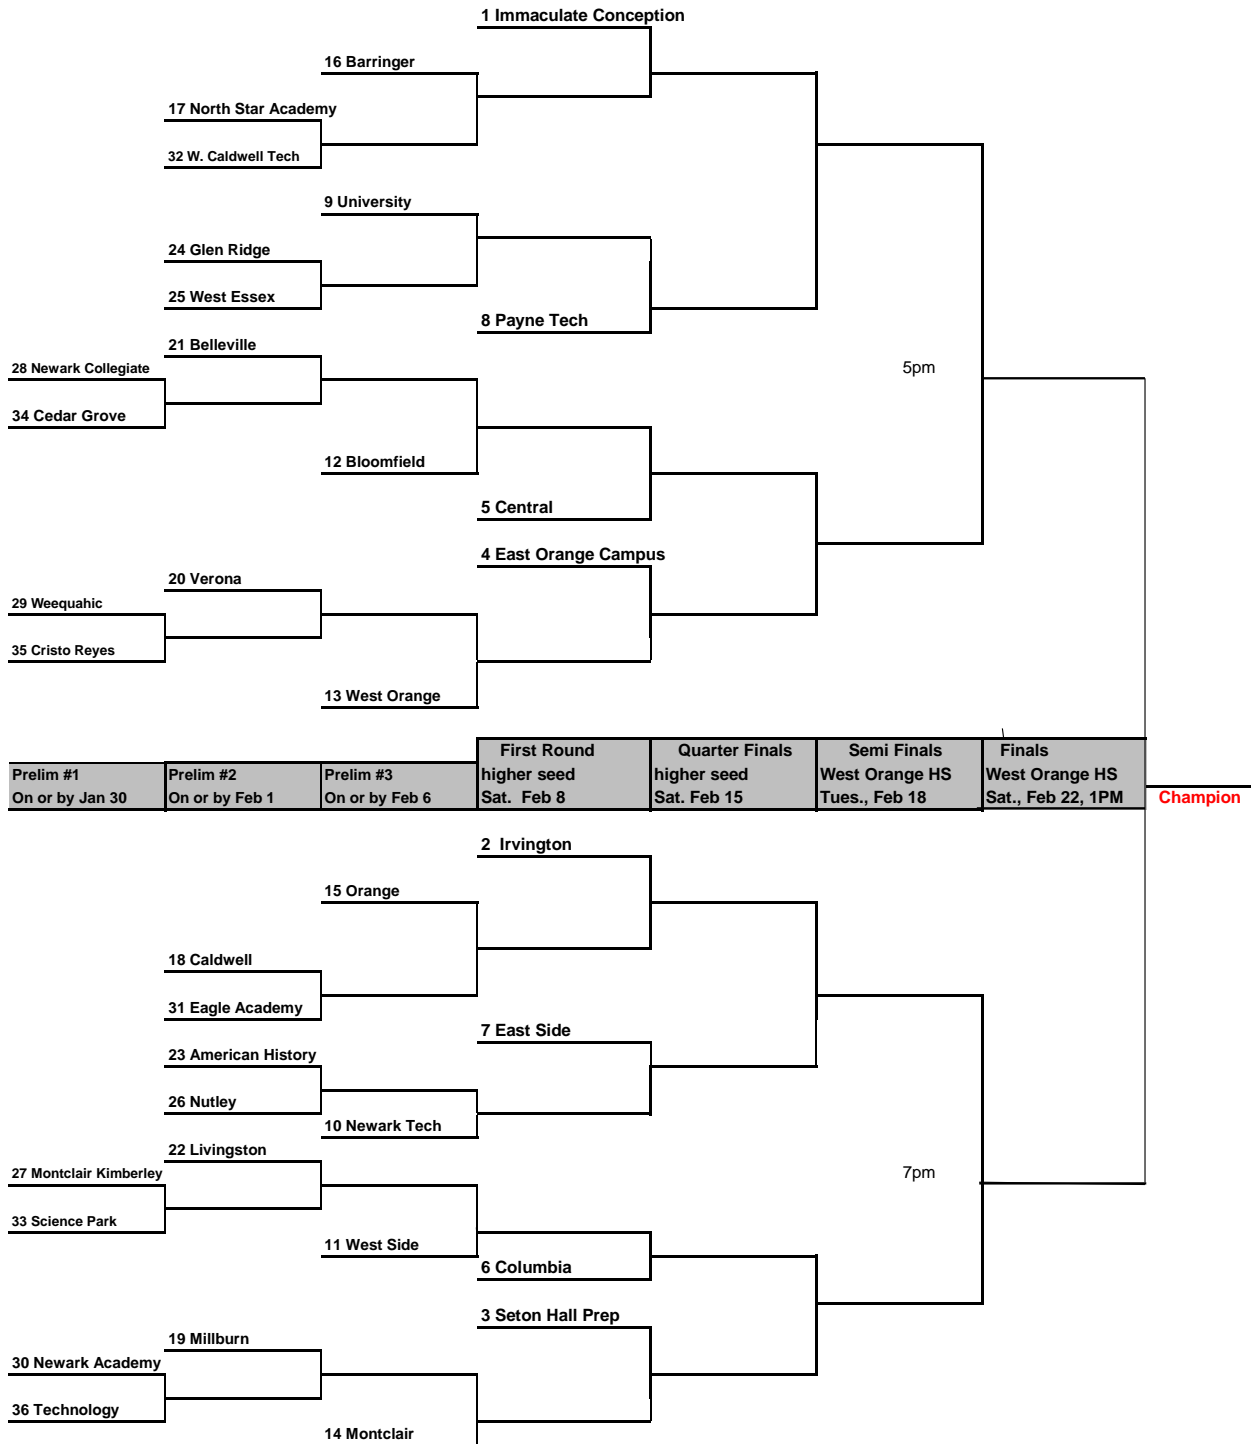 1 Immaculate Conception
16 Barringer
17 North Star Academy
32 W. Caldwell Tech
9 University
24 Glen Ridge
25 West Essex
8 Payne Tech
21 Belleville
28 Newark Collegiate
5pm
34 Cedar Grove
12 Bloomfield
5 Central
4 East Orange Campus
20 Verona
29 Weequahic
35 Cristo Reyes
13 West Orange
First Round Quarter Finals Semi Finals Finals
Prelim #1 Prelim #2 Prelim #3 higher seed higher seed West Orange HS West Orange HS
On or by Jan 30 On or by Feb 1 On or by Feb 6 Sat. Feb 8 Sat. Feb 15 Tues., Feb 18 Sat., Feb 22, 1PM Champion
2 Irvington
15 Orange
18 Caldwell
31 Eagle Academy
7 East Side
23 American History
26 Nutley
10 Newark Tech
22 Livingston
27 Montclair Kimberley 7pm
33 Science Park
11 West Side
6 Columbia
3 Seton Hall Prep
19 Millburn
30 Newark Academy
36 Technology
14 Montclair